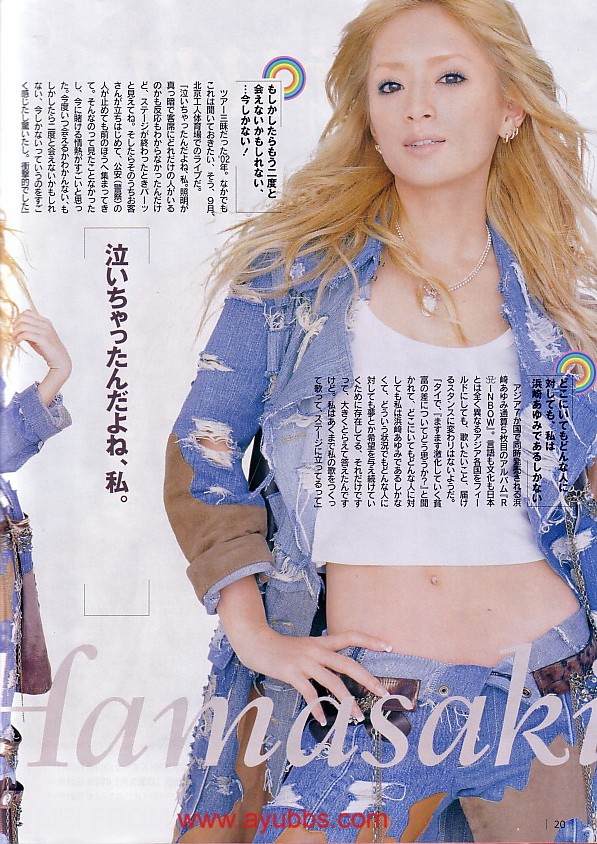 もしかしたらもう二度と
会えないかもしれない、
…今しかない!
ツアー三昧だった'02年。なかでも
これは聞いておきたい、そう、9月、
北京工人体育場でのライブだ。
「泣いちゃったんだよね、私。照明が
真っ暗で客席にどれだけの人がいる
のかも反応もわからなかったんだけ
ど、ステージが終わったときパーッ
と見えてね。そしたらそのうちお客
さんが立ちはじめて、公安(警察)の
人が止めても前のほうへ集まってき
て。そんなのって見たことなかった
し、今に賭ける情熱がすごいと思っ
た。今度いつ会えるかわかんない、も
しかしたら二度と会えないかもしれ
ない、今しかないっていうのをすご
く感じたし驚いたし。衝撃的でした」
泣いちゃったんだよね、私。
どこにいてもどんな人に
対しても、私は
浜崎あゆみであるしかない
アジア7か国で同時発売される浜
崎あゆみ通算5枚目のアルバム『R
AINBOW』。言語も文化も日本
とは全く異なるアジア各国をフィー
ルドにしても、歌いたいこと、届け
るスタンスに変わりはないようだ。
「タイで、“ますます激化していく貧
富の差についてどう思うか?”と聞
かれて、どこにいてもどんな人に対
しても私は浜崎あゆみであるしかな
くて、どういう状況でもどんな人に
対しても夢とか希望を与え続けてい
くために存在してる、それだけです
って、大きくとらえて答えたんです
けど。私はあくまで私の歌をつくっ
て歌って、ステージに立ってるって」
Hamasaki
20
www.ayubbs.com